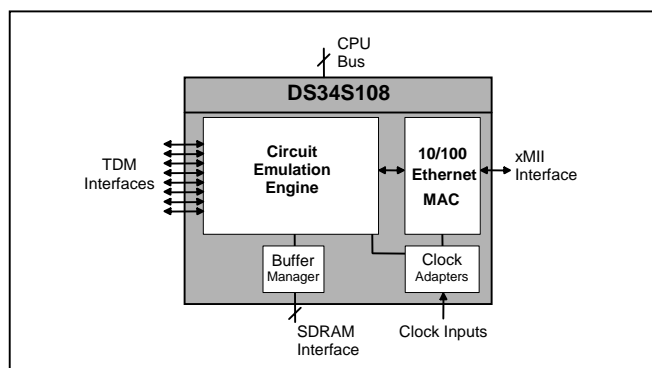 CPU
Bus
DS34S108
TDM
Interfaces
Circuit
Emulation
Engine
10/100
Ethernet
MAC
xMII
Interface
Buffer
Manager
Clock
Adapters
SDRAM
Interface
Clock Inputs